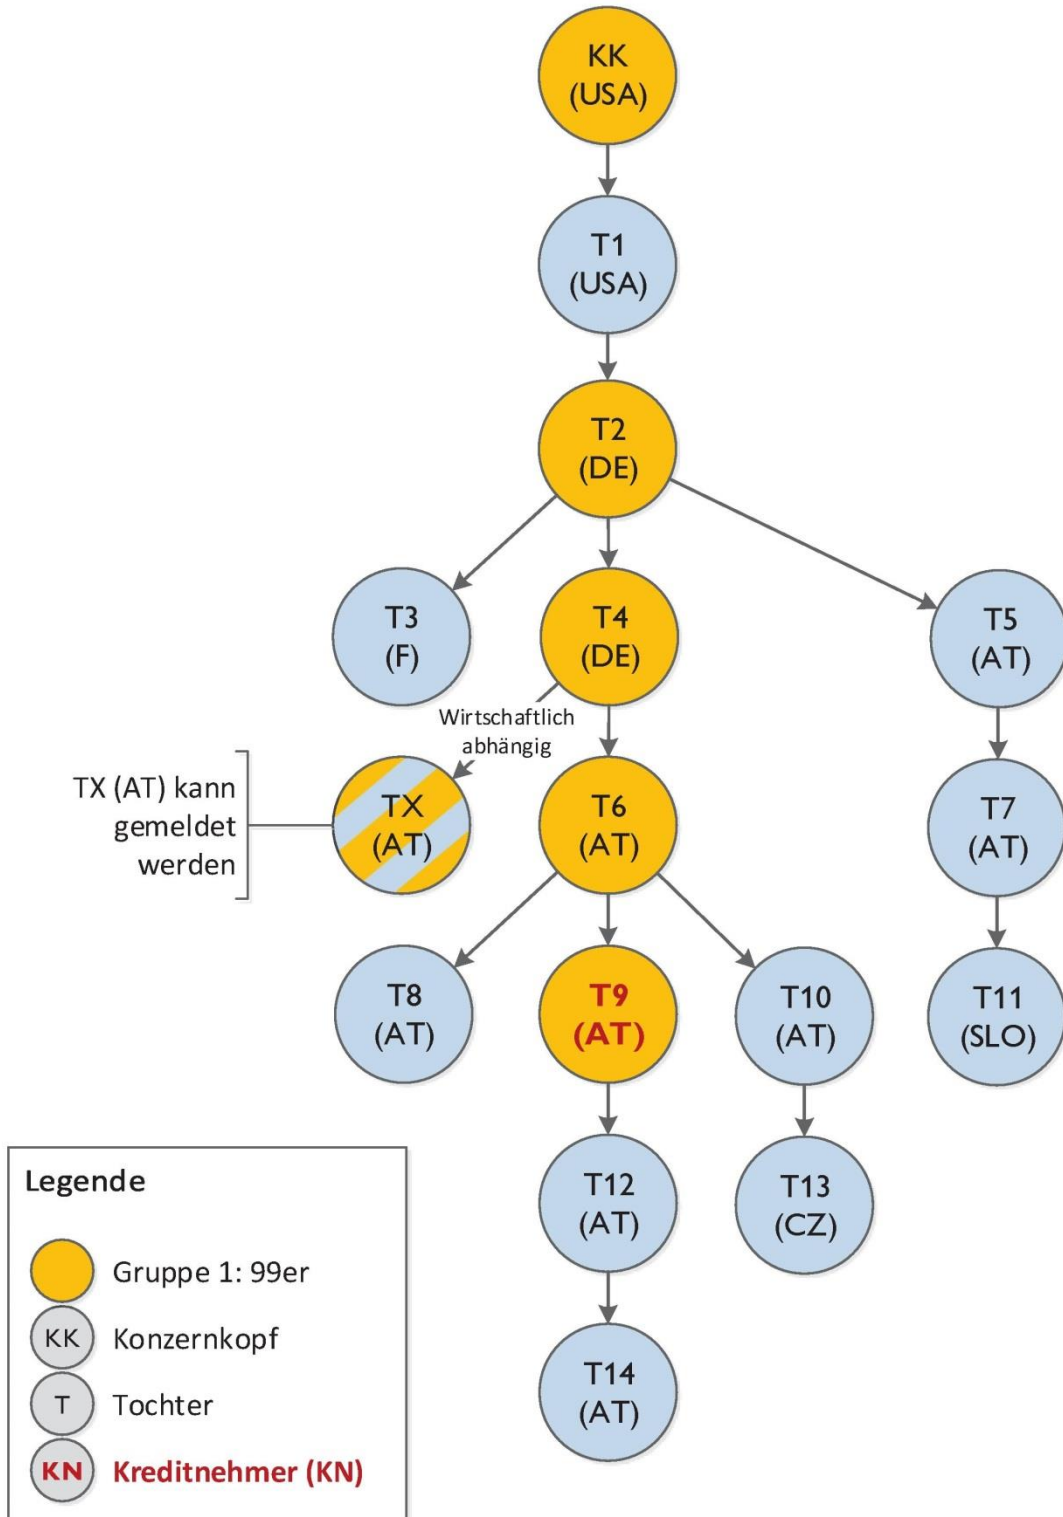 KK
(USA)
T1
(USA)
T2
(DE)
T3
(F)
T4
(DE)
T5
(AT)
Wirtschaftlich
abhängig
TX (AT) kann
gemeldet
werden
TX
(AT)
T6
(AT)
T7
(AT)
T8
(AT)
T9
(AT)
T10
(AT)
T11
(SLO)
T12
(AT)
T13
(CZ)
T14
(AT)
Legende
Gruppe 1: 99er
KK Konzernkopf
T Tochter
KN Kreditnehmer (KN)